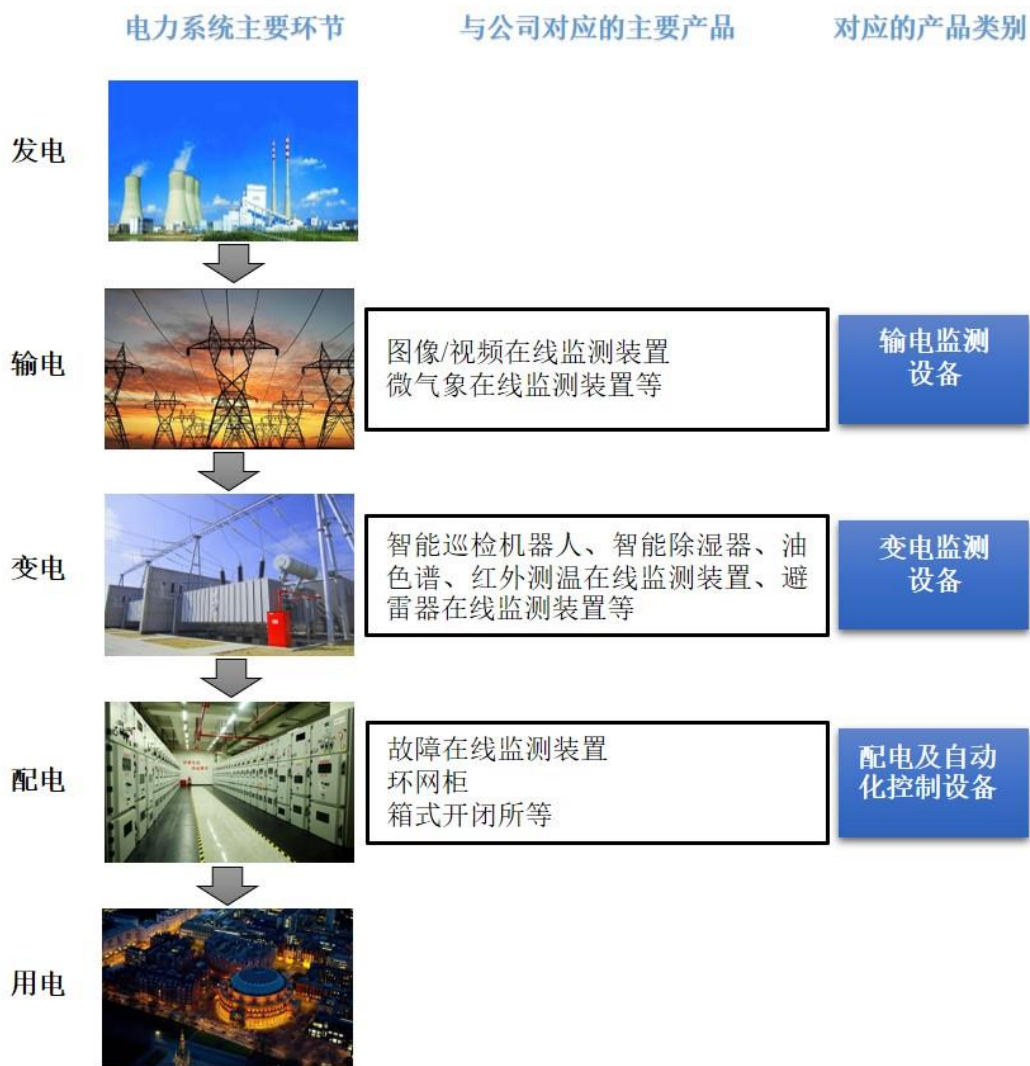 电力系统主要环节
与公司对应的主要产品
对应的产品类别
发电
输电
图像/视频在线监测装置
微气象在线监测装置等
输电监测
设备
变电
智能巡检机器人、智能除湿器、油
色谱、红外测温在线监测装置、避
雷器在线监测装置等
变电监测
设备
配电
故障在线监测装置
环网柜
箱式开闭所等
配电及自动
化控制设备
用电